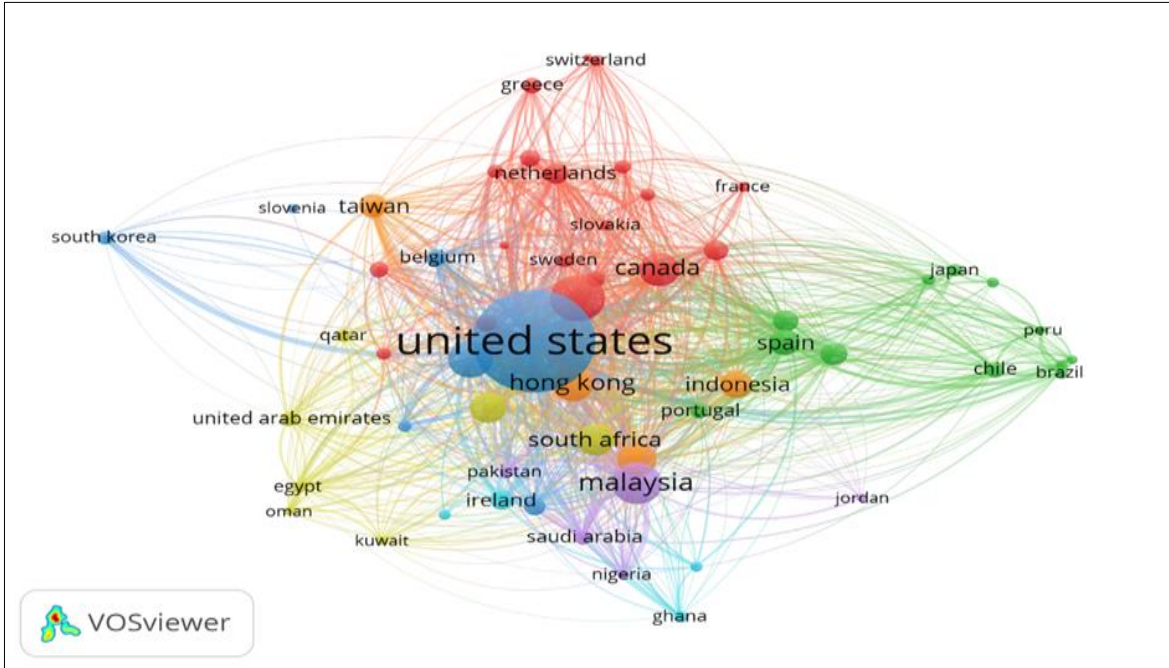 switzerland
greece
netherlands
france
slovenia
taiwan
slovakia
south korea
belgium
sweden
canada
japan
qatar
united states
spain
peru
chile
brazil
hong kong
indonesia
portugal
united arab emirates
south africa
pakistan
malaysia
egypt
ireland
jordan
oman
kuwait
saudi arabia
nigeria
ghana
VOSviewer